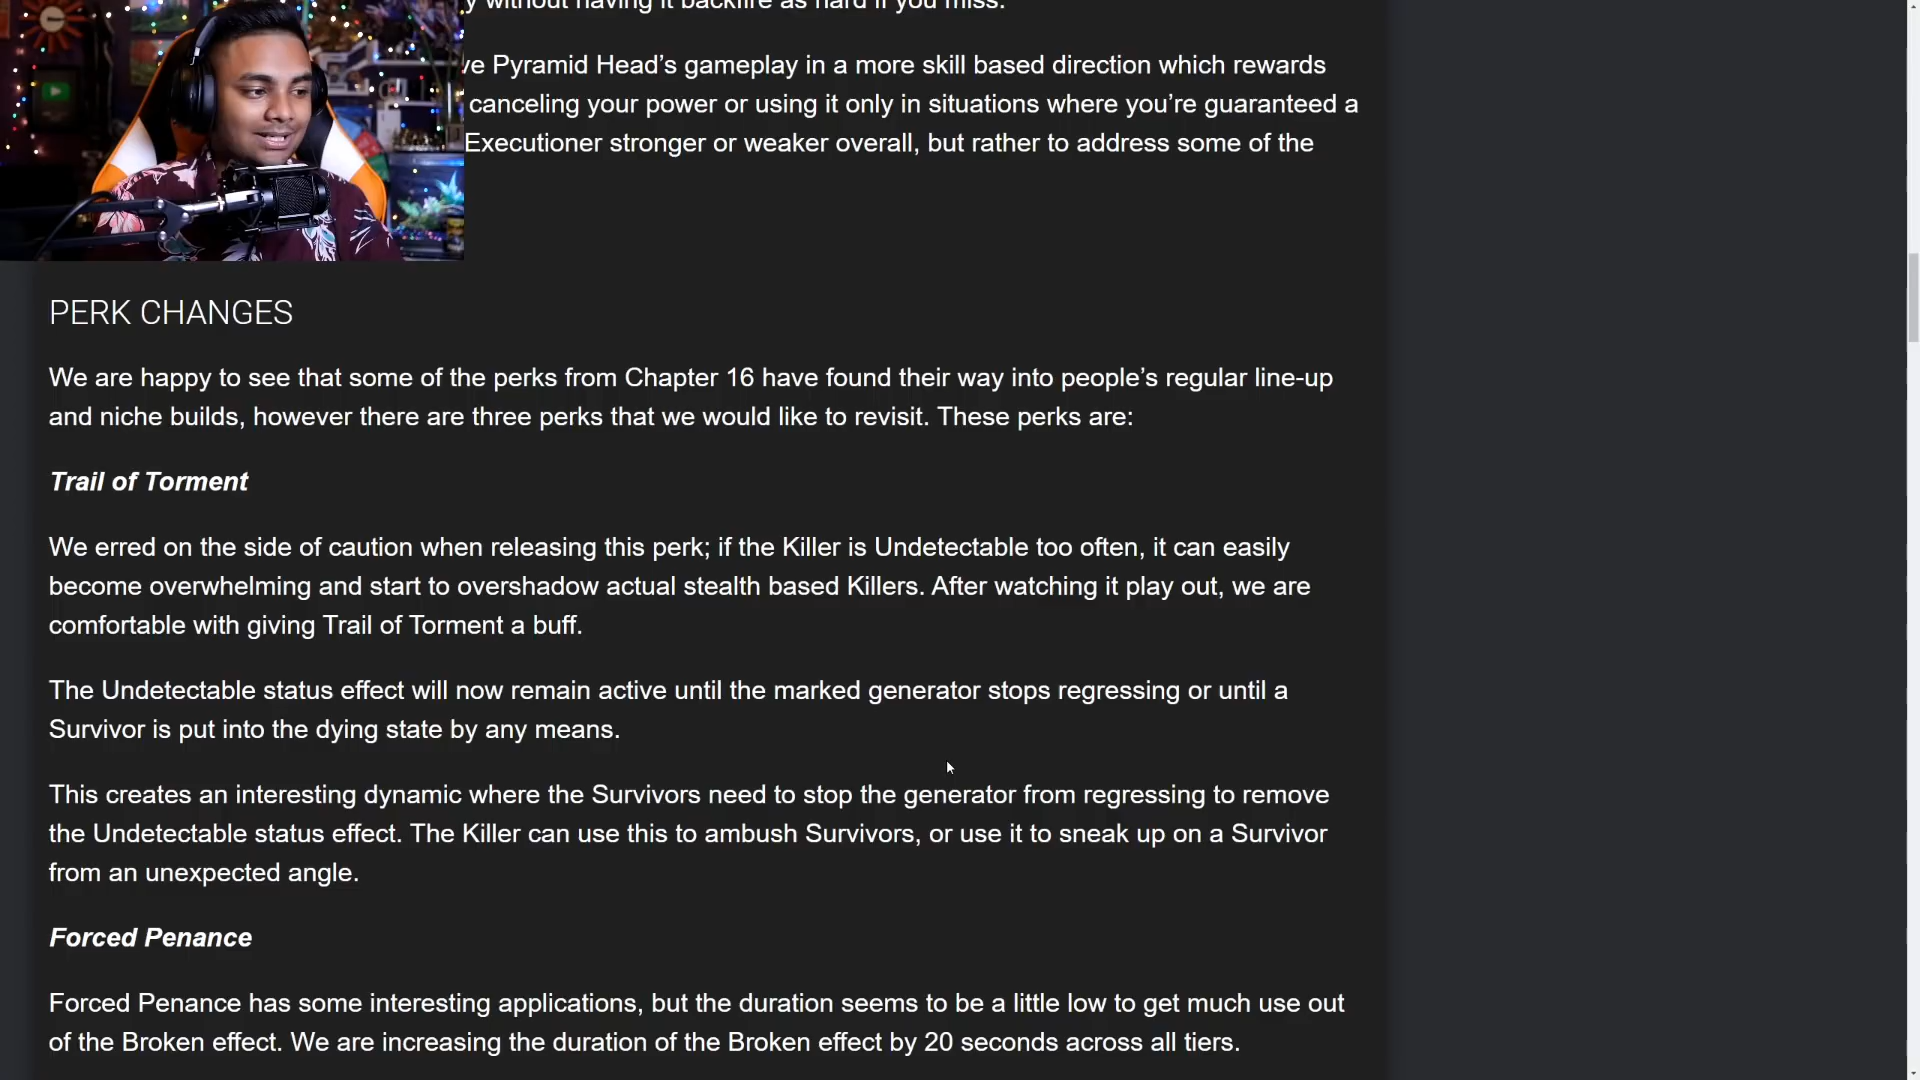 y without having it backfire as hard if you miss.
ve Pyramid Head’s gameplay in a more skill based direction which rewards
canceling your power or using it only in situations where you’re guaranteed a
Executioner stronger or weaker overall, but rather to address some of the
PERK CHANGES
We are happy to see that some of the perks from Chapter 16 have found their way into people’s regular line-up
and niche builds, however there are three perks that we would like to revisit. These perks are:
Trail of Torment
We erred on the side of caution when releasing this perk; if the Killer is Undetectable too often, it can easily
become overwhelming and start to overshadow actual stealth based Killers. After watching it play out, we are
comfortable with giving Trail of Torment a buff.
The Undetectable status effect will now remain active until the marked generator stops regressing or until a
Survivor is put into the dying state by any means.
This creates an interesting dynamic where the Survivors need to stop the generator from regressing to remove
the Undetectable status effect. The Killer can use this to ambush Survivors, or use it to sneak up on a Survivor
from an unexpected angle.
Forced Penance
Forced Penance has some interesting applications, but the duration seems to be a little low to get much use out
of the Broken effect. We are increasing the duration of the Broken effect by 20 seconds across all tiers.